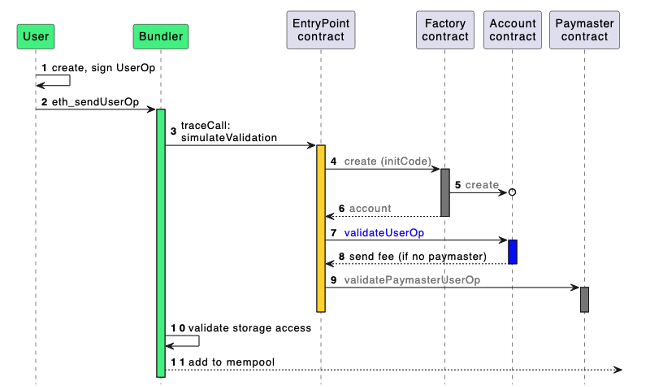 User
Bundler
EntryPoint
contract
Factory
contract
Account
contract
Paymaster
contract
1 create, sign UserOp
2 eth_sendUserOp
3 traceCall:
simulateValidation
4 create (initCode)
5 create
6 account
7 validateUserOp
8 send fee (if no paymaster)
9 validatePaymasterUserOp
10 validate storage access
11 add to mempool